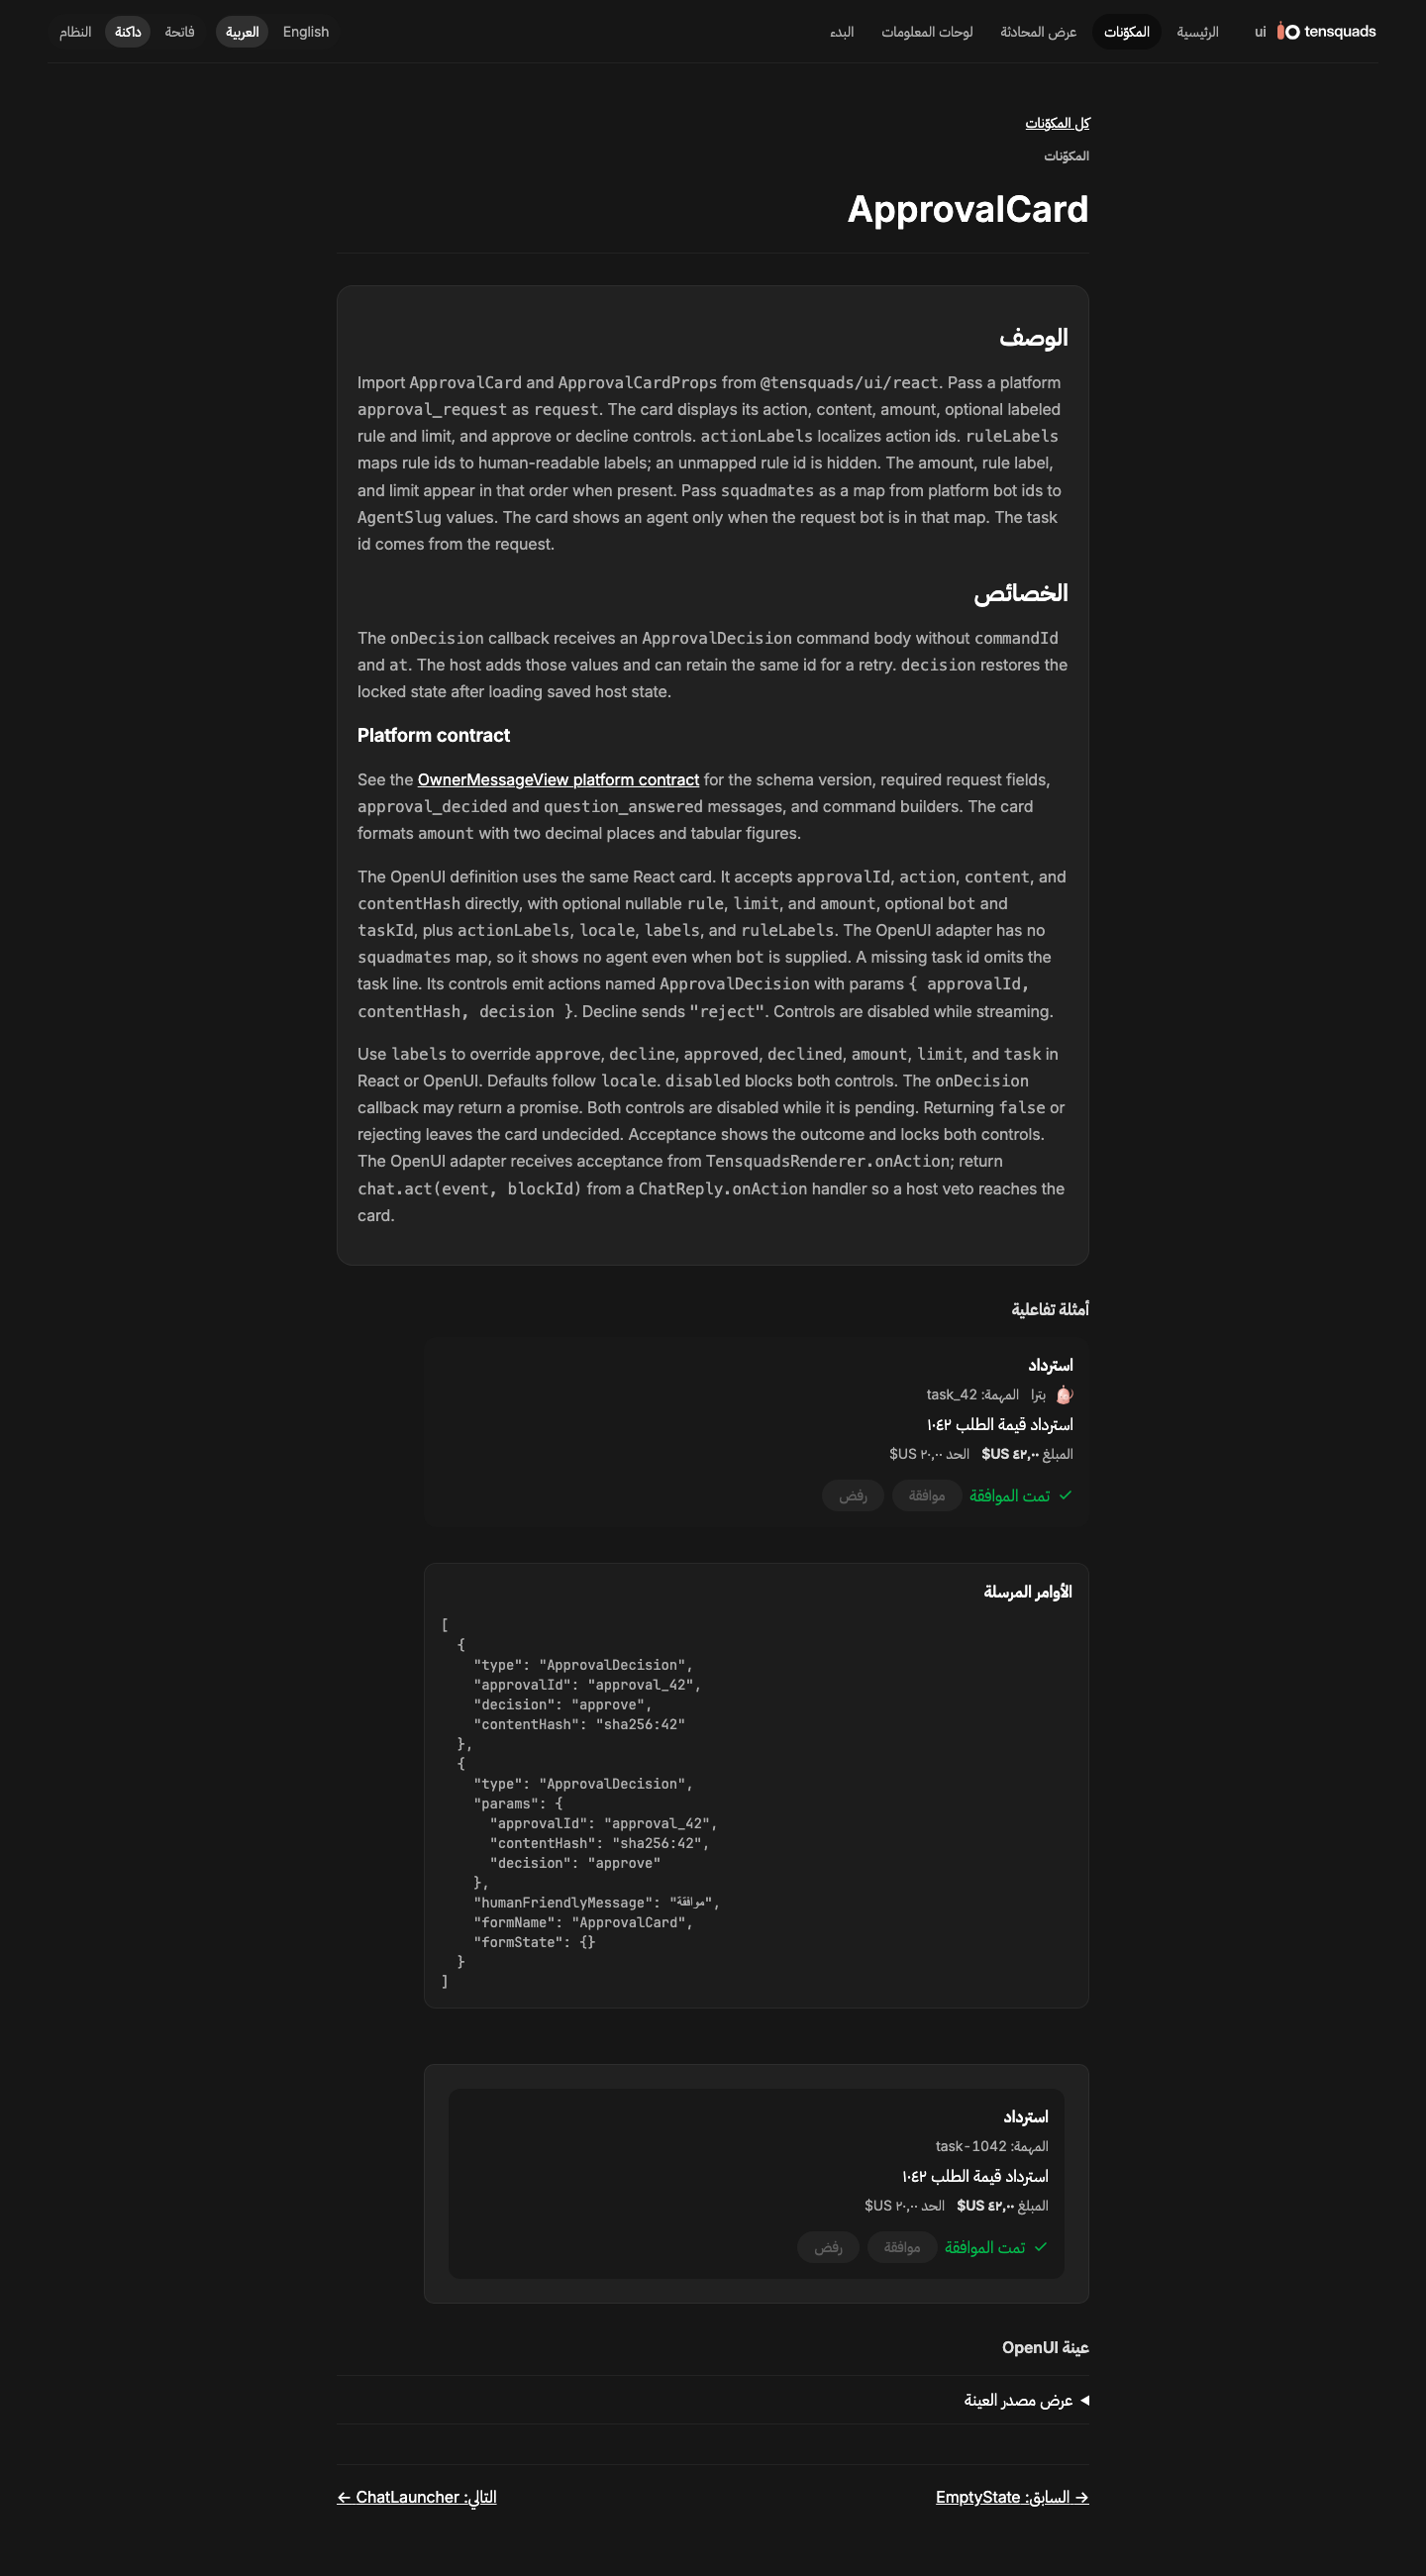 tensquads ui
الرئيسية
المكوّنات
عرض المحادثة
لوحات المعلومات
البدء
English
العربية
فاتحة
داكنة
النظام
كل المكوّنات
المكوّنات
ApprovalCard
الوصف
Import ApprovalCard and ApprovalCardProps from @tensquads/ui/react. Pass a platform
approval_request as request. The card displays its action, content, amount, optional labeled
rule and limit, and approve or decline controls. actionLabels localizes action ids. ruleLabels
maps rule ids to human-readable labels; an unmapped rule id is hidden. The amount, rule label,
and limit appear in that order when present. Pass squadmates as a map from platform bot ids to
AgentSlug values. The card shows an agent only when the request bot is in that map. The task
id comes from the request.
الخصائص
The onDecision callback receives an ApprovalDecision command body without commandId
and at. The host adds those values and can retain the same id for a retry. decision restores the
locked state after loading saved host state.
Platform contract
See the OwnerMessageView platform contract for the schema version, required request fields,
approval_decided and question_answered messages, and command builders. The card
formats amount with two decimal places and tabular figures.
The OpenUI definition uses the same React card. It accepts approvalId, action, content, and
contentHash directly, with optional nullable rule, limit, and amount, optional bot and
taskId, plus actionLabels, locale, labels, and ruleLabels. The OpenUI adapter has no
squadmates map, so it shows no agent even when bot is supplied. A missing task id omits the
task line. Its controls emit actions named ApprovalDecision with params { approvalId,
contentHash, decision }. Decline sends "reject". Controls are disabled while streaming.
Use labels to override approve, decline, approved, declined, amount, limit, and task in
React or OpenUI. Defaults follow locale. disabled blocks both controls. The onDecision
callback may return a promise. Both controls are disabled while it is pending. Returning false or
rejecting leaves the card undecided. Acceptance shows the outcome and locks both controls.
The OpenUI adapter receives acceptance from TensquadsRenderer.onAction; return
chat.act(event, blockId) from a ChatReply.onAction handler so a host veto reaches the
card.
أمثلة تفاعلية
استرداد
بترا المهمة: task_42
استرداد قيمة الطلب ١٠٤٢
المبلغ ٤٢,٠٠ US$ الحد ٢٠,٠٠ US$
✓ تمت الموافقة موافقة رفض
الأوامر المرسلة
[
  {
    "type": "ApprovalDecision",
    "approvalId": "approval_42",
    "decision": "approve",
    "contentHash": "sha256:42"
  },
  {
    "type": "ApprovalDecision",
    "params": {
      "approvalId": "approval_42",
      "contentHash": "sha256:42",
      "decision": "approve"
    },
    "humanFriendlyMessage": "موافقة",
    "formName": "ApprovalCard",
    "formState": {}
  }
]
استرداد
المهمة: task-1042
استرداد قيمة الطلب ١٠٤٢
المبلغ ٤٢,٠٠ US$ الحد ٢٠,٠٠ US$
✓ تمت الموافقة موافقة رفض
عينة OpenUI
◀ عرض مصدر العينة
→ السابق: EmptyState
التالي: ChatLauncher ←